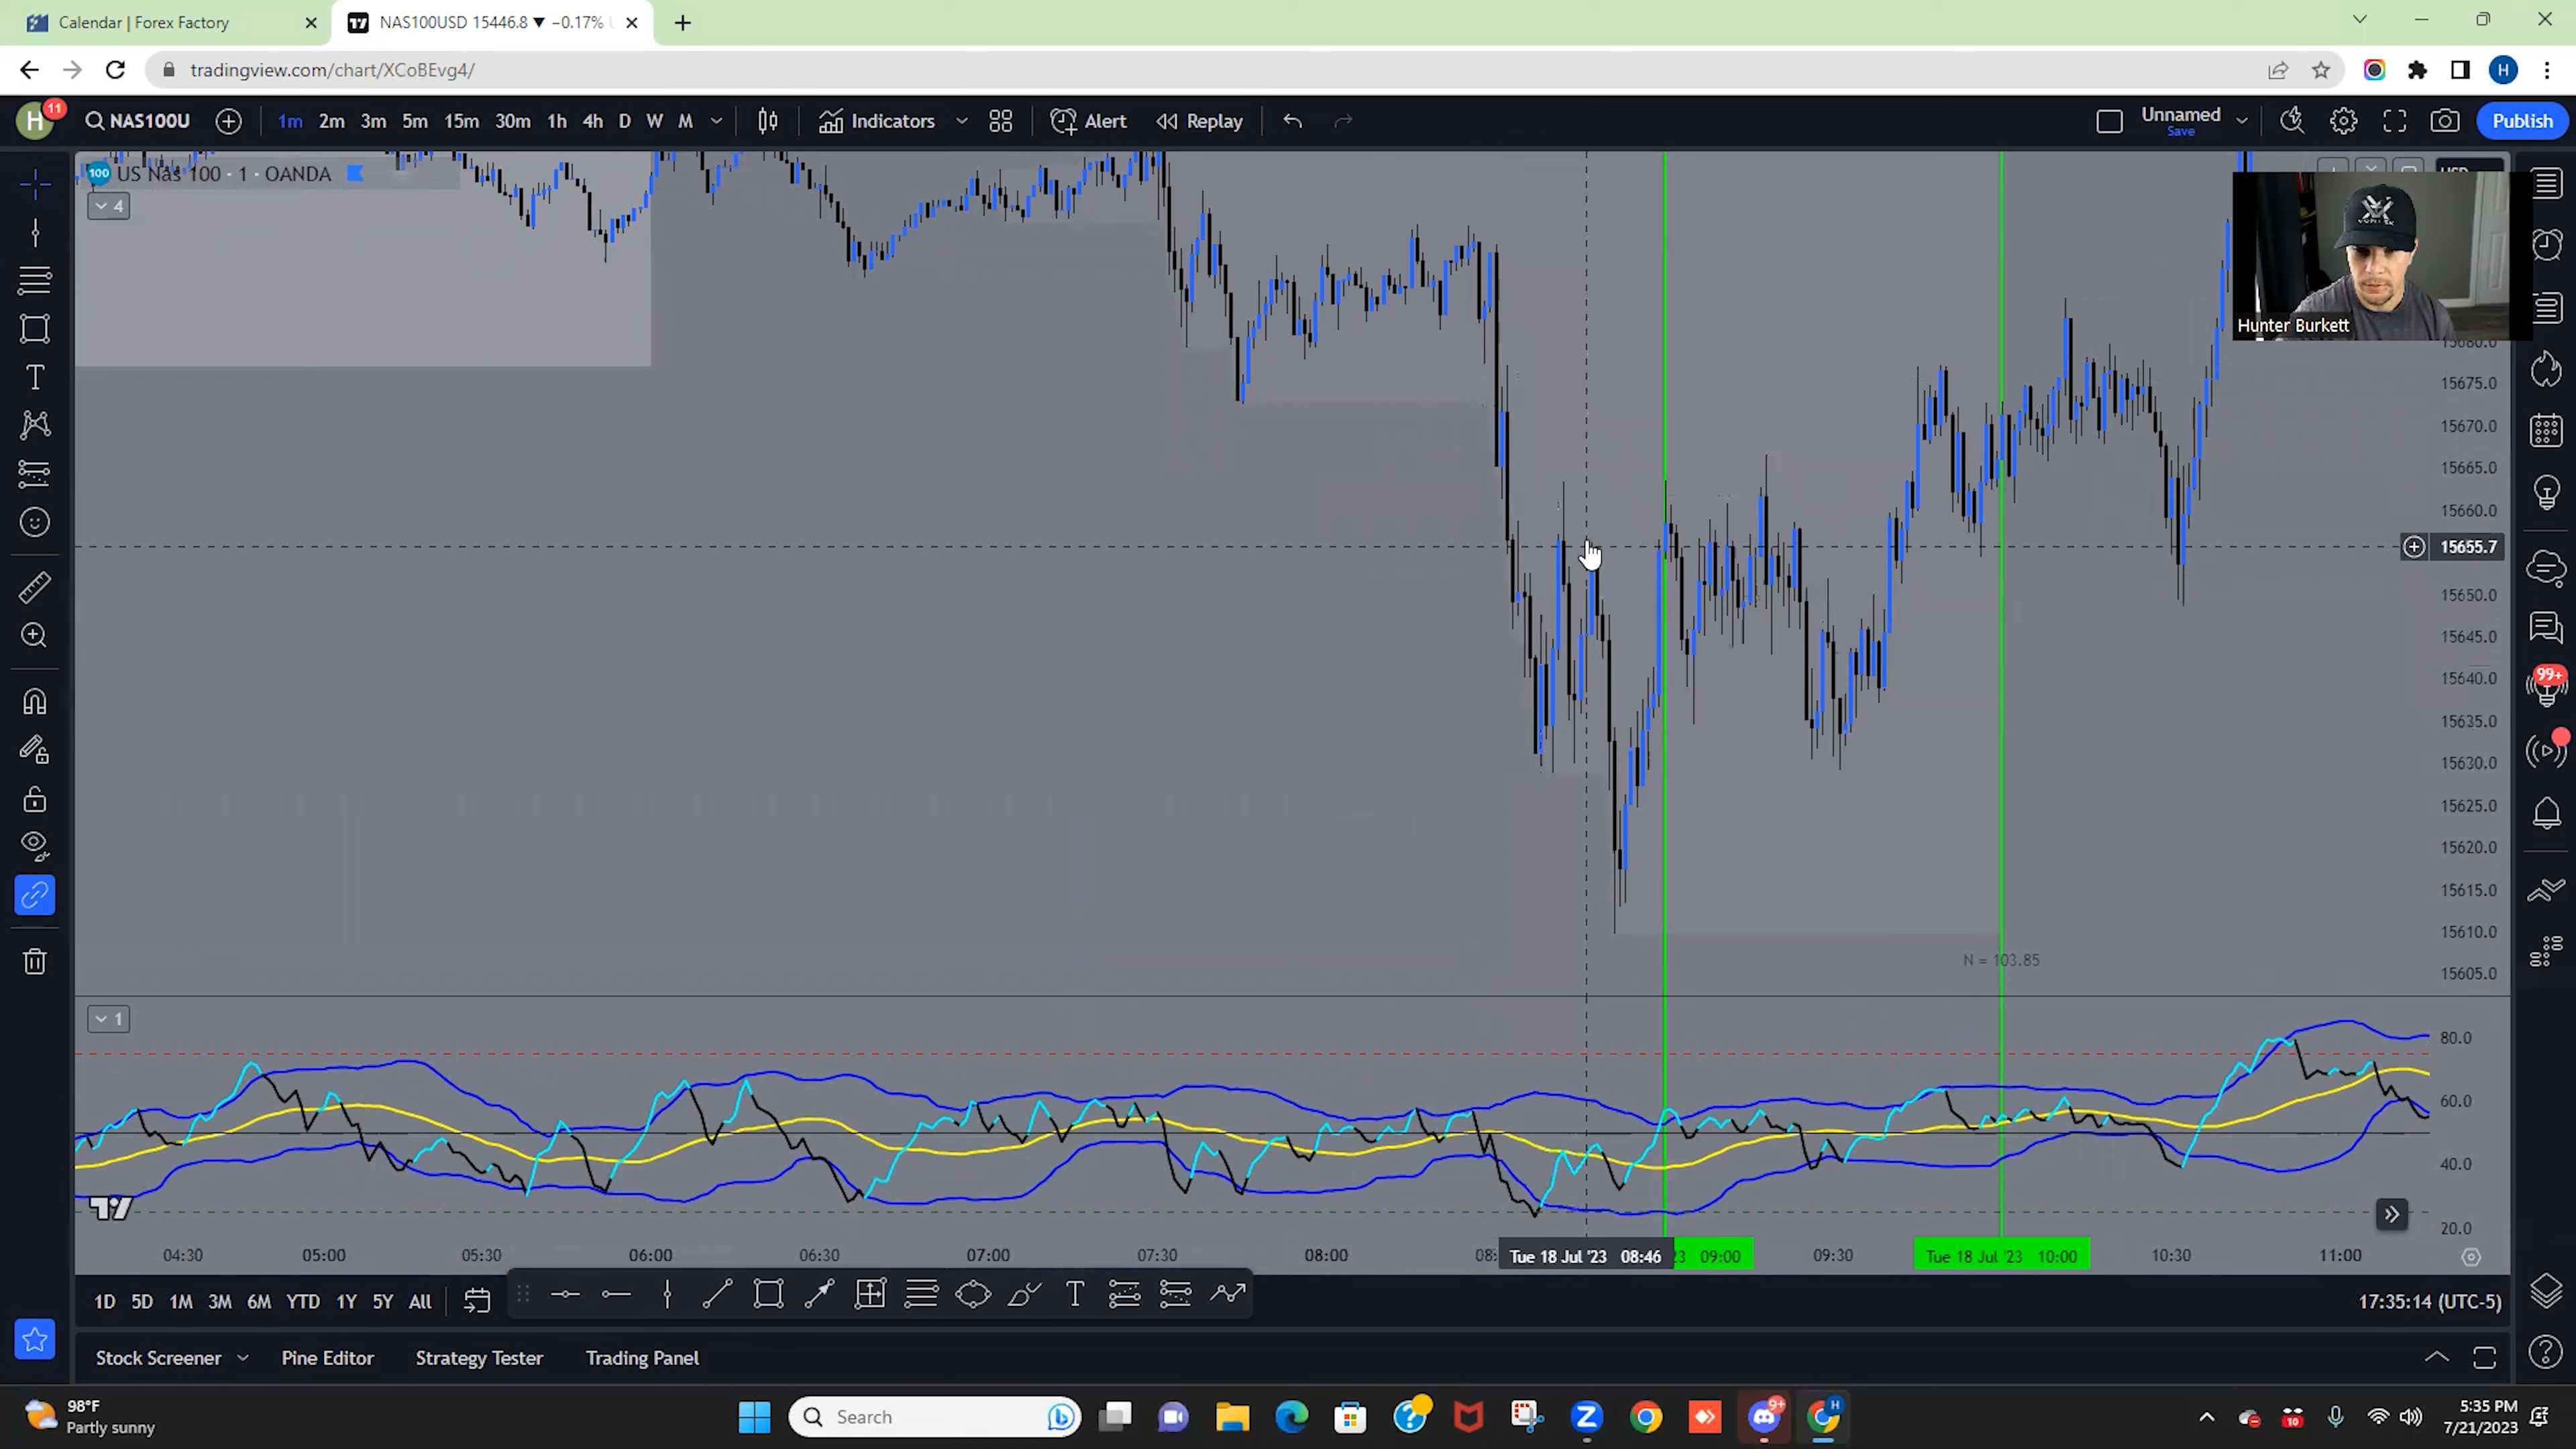 Calendar | Forex Factory
NAS100USD 15446.8 ▼ −0.17%
tradingview.com/chart/XCoBEvg4/
H
H
11
NAS100U
1m 2m 3m 5m 15m 30m 1h 4h D W M
Indicators
Alert
Replay
Unnamed
Save
Publish
100 US Nas 100 · 1 · OANDA
4
Hunter Burkett
15675.0
15670.0
15665.0
15660.0
15655.7
15650.0
15645.0
15640.0
15635.0
15630.0
15625.0
15620.0
15615.0
15610.0
15605.0
99+
N = 103.85
1
80.0
60.0
40.0
20.0
04:30 05:00 05:30 06:00 06:30 07:00 07:30 08:00 Tue 18 Jul '23 08:46 09:00 09:30 Tue 18 Jul '23 10:00 10:30 11:00
1D 5D 1M 3M 6M YTD 1Y 5Y All
17:35:14 (UTC-5)
Stock Screener Pine Editor Strategy Tester Trading Panel
98°F
Partly sunny
Search
5:35 PM
7/21/2023